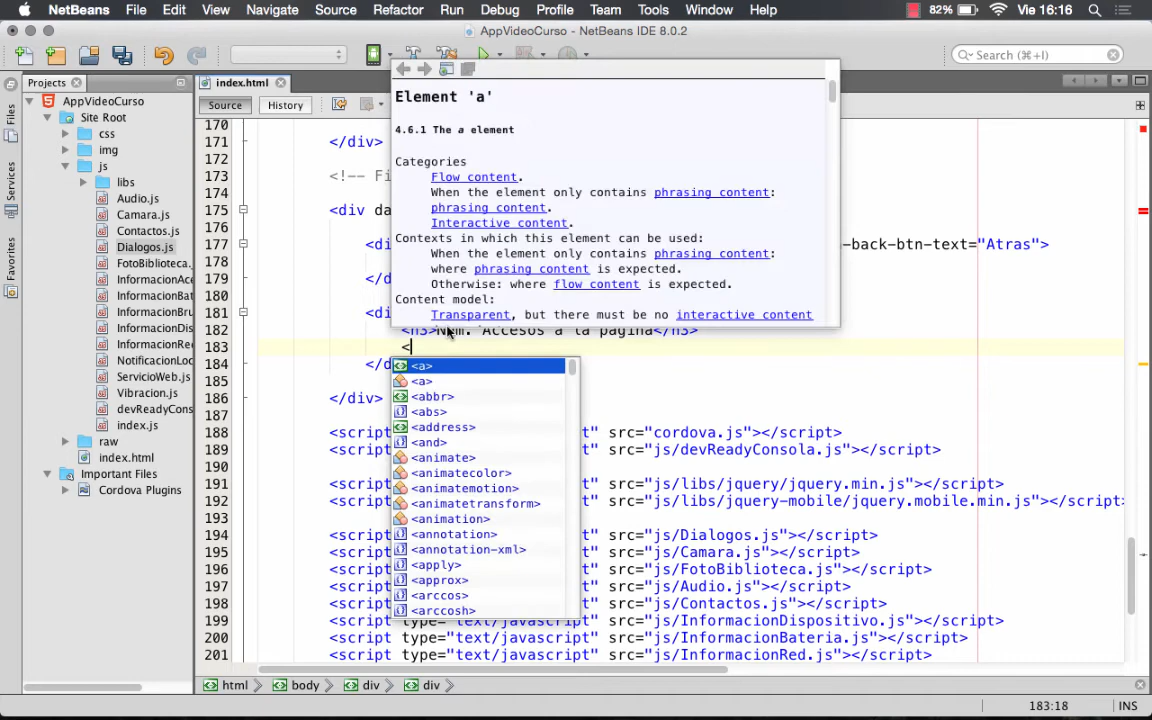 NetBeans File Edit View Navigate Source Refactor Run Debug Profile Team Tools Window Help 82% Vie 16:16
AppVideoCurso - NetBeans IDE 8.0.2
Search (⌘+I)
Projects
index.html
Source History
Files
Services
Favorites
AppVideoCurso
Site Root
css
img
js
libs
Audio.js
Camara.js
Contactos.js
Dialogos.js
FotoBiblioteca.
InformacionAce
InformacionBat
InformacionDis
InformacionRe
NotificacionLoc
ServicioWeb.js
Vibracion.js
devReadyCons
index.js
raw
index.html
Important Files
Cordova Plugins
Element 'a'
4.6.1 The a element
Categories
Flow content.
When the element only contains phrasing content:
phrasing content.
Interactive content.
Contexts in which this element can be used:
When the element only contains phrasing content:
where phrasing content is expected.
Otherwise: where flow content is expected.
Content model:
Transparent, but there must be no interactive content
170
171 </div>
172
173 <!-- Fi
174
175 <div da
176
177 <di -back-btn-text="Atras">
178
179 </d
180
181 <di
182 <h3>Núm. Accesos a la pagina</h3>
183 <
184 </d
185
186 </div>
187
188 <script t" src="cordova.js"></script>
189 <script t" src="js/devReadyConsola.js"></script>
190
191 <script t" src="js/libs/jquery/jquery.min.js"></script>
192 <script t" src="js/libs/jquery-mobile/jquery.mobile.min.js"></script>
193
194 <script t" src="js/Dialogos.js"></script>
195 <script t" src="js/Camara.js"></script>
196 <script t" src="js/FotoBiblioteca.js"></script>
197 <script t" src="js/Audio.js"></script>
198 <script t" src="js/Contactos.js"></script>
199 <script type="text/javascript" src="js/InformacionDispositivo.js"></script>
200 <script type="text/javascript" src="js/InformacionBateria.js"></script>
201 <script type="text/javascript" src="js/InformacionRed.js"></script>
<a>
<a>
<abbr>
<abs>
<address>
<and>
<animate>
<animatecolor>
<animatemotion>
<animatetransform>
<animation>
<annotation>
<annotation-xml>
<apply>
<approx>
<arccos>
<arccosh>
html body div div
183:18 INS